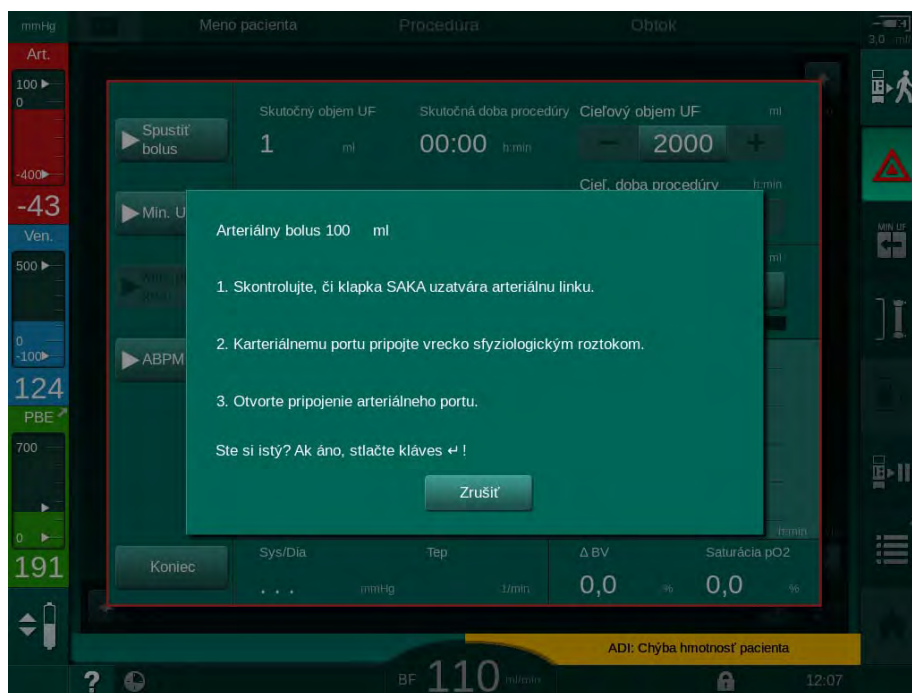 mmHg
Meno pacienta
Procedúra
Obtok
3,0 ml/
Art.
100
0
-400
-43
Ven.
500
0
-100
124
PBE
700
0
191
Spustiť
bolus
Skutočný objem UF
1 ml
Skutočná doba procedúry
00:00 h:min
Cieľový objem UF ml
2000
Cieľ. doba procedúry h:min
Min. U
ml
ABPM
Arteriálny bolus 100 ml
1. Skontrolujte, či klapka SAKA uzatvára arteriálnu linku.
2. Karteriálnemu portu pripojte vrecko sfyziologickým roztokom.
3. Otvorte pripojenie arteriálneho portu.
Ste si istý? Ak áno, stlačte kláves ↵ !
Zrušiť
h:min
Koniec
Sys/Dia
. . . mmHg
Tep
1/min
Δ BV
0,0 %
Saturácia pO2
0,0 %
MIN UF
ADI: Chýba hmotnosť pacienta
?
BF 110 ml/min
12:07